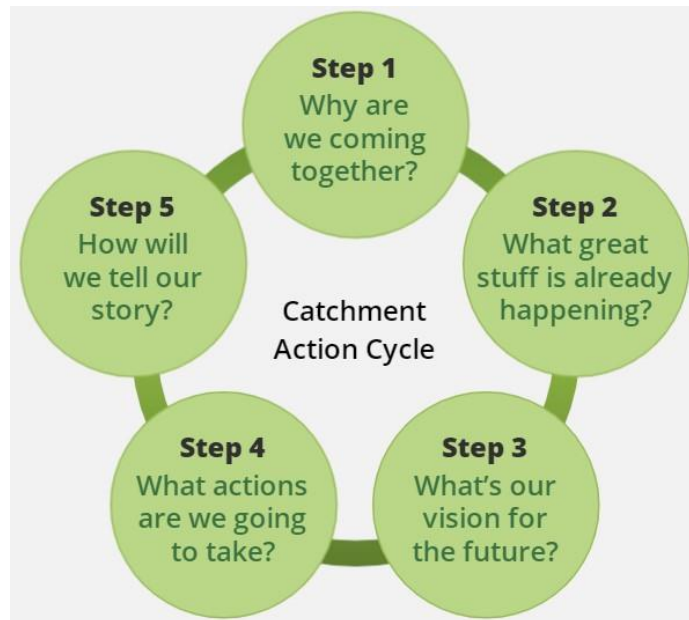 Step 1
Why are
we coming
together?
Step 2
What great
stuff is already
happening?
Step 3
What's our
vision for
the future?
Step 4
What actions
are we going
to take?
Step 5
How will
we tell our
story?
Catchment
Action Cycle